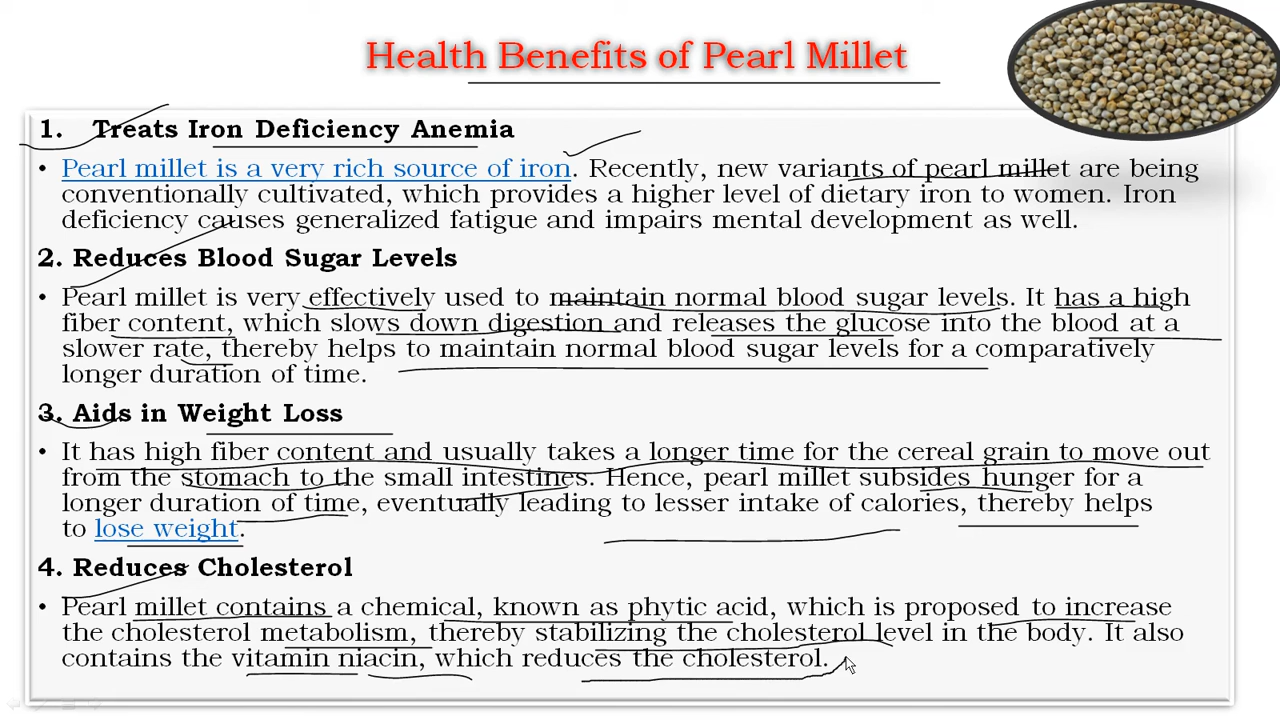 Health Benefits of Pearl Millet
1. Treats Iron Deficiency Anemia
• Pearl millet is a very rich source of iron. Recently, new variants of pearl millet are being
conventionally cultivated, which provides a higher level of dietary iron to women. Iron
deficiency causes generalized fatigue and impairs mental development as well.
2. Reduces Blood Sugar Levels
• Pearl millet is very effectively used to maintain normal blood sugar levels. It has a high
fiber content, which slows down digestion and releases the glucose into the blood at a
slower rate, thereby helps to maintain normal blood sugar levels for a comparatively
longer duration of time.
3. Aids in Weight Loss
• It has high fiber content and usually takes a longer time for the cereal grain to move out
from the stomach to the small intestines. Hence, pearl millet subsides hunger for a
longer duration of time, eventually leading to lesser intake of calories, thereby helps
to lose weight.
4. Reduces Cholesterol
• Pearl millet contains a chemical, known as phytic acid, which is proposed to increase
the cholesterol metabolism, thereby stabilizing the cholesterol level in the body. It also
contains the vitamin niacin, which reduces the cholesterol.